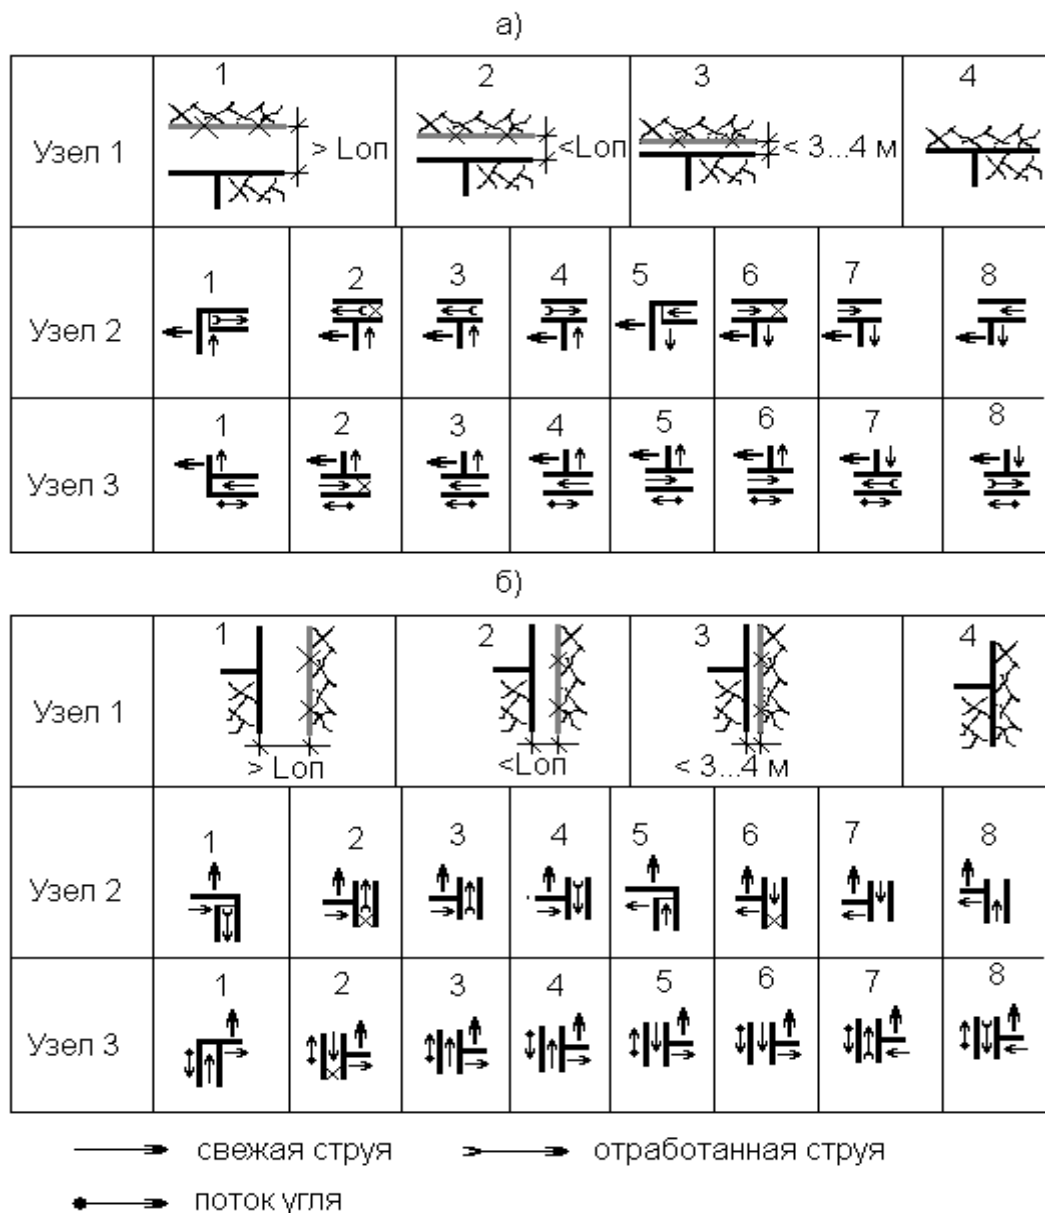 а)
1 2 3 4
Узел 1 > Lоп <Lоп < 3...4 м
1 2 3 4 5 6 7 8
Узел 2
1 2 3 4 5 6 7 8
Узел 3
б)
1 2 3 4
Узел 1
> Lоп <Lоп < 3...4 м
1 2 3 4 5 6 7 8
Узел 2
1 2 3 4 5 6 7 8
Узел 3
свежая струя отработанная струя
поток угля